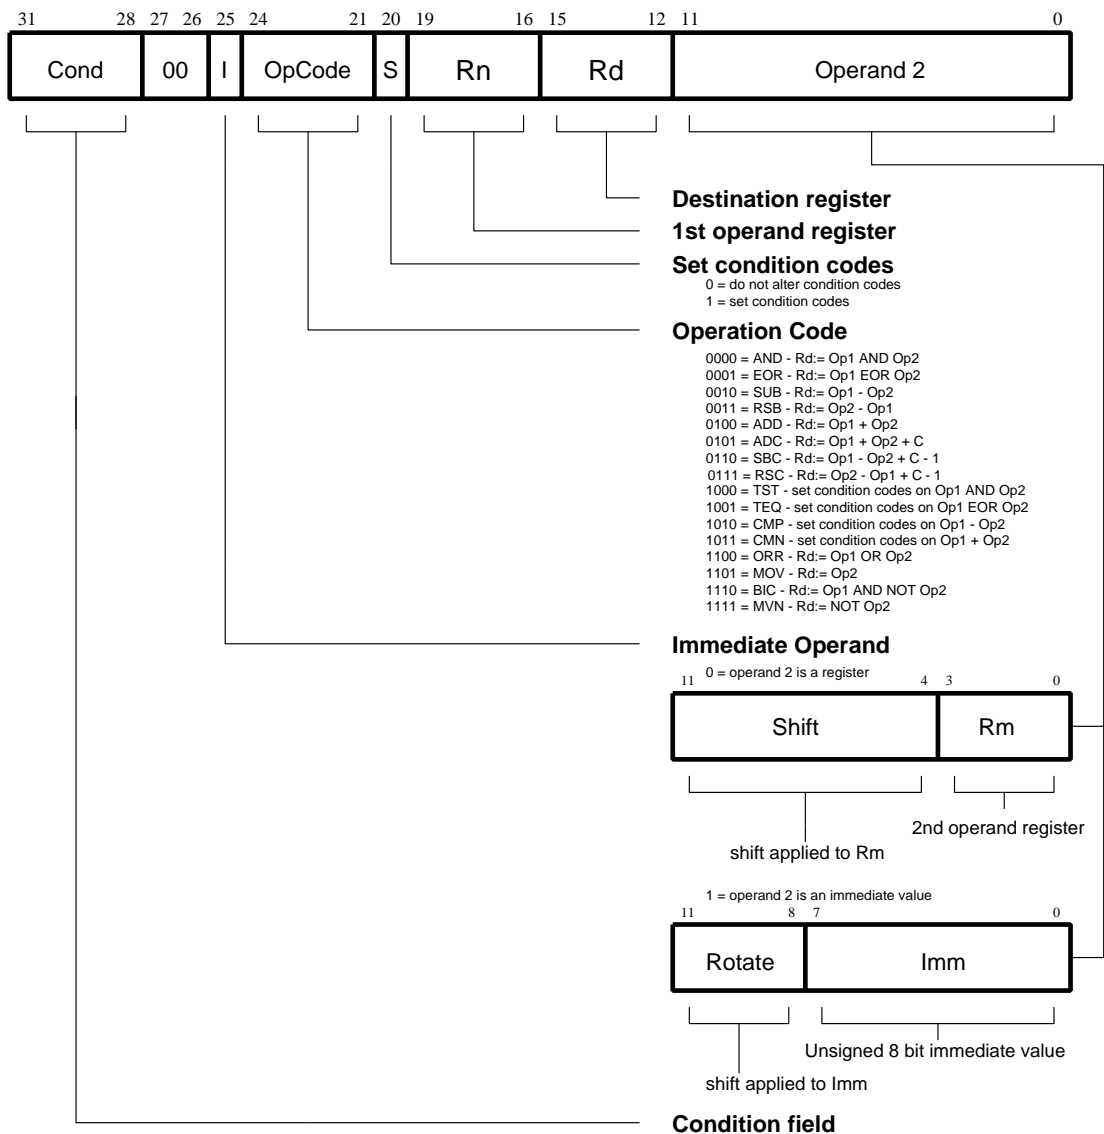 31 28 27 26 25 24 21 20 19 16 15 12 11 0
Cond 00 I OpCode S Rn Rd Operand 2
Destination register
1st operand register
Set condition codes
0 = do not alter condition codes
1 = set condition codes
Operation Code
0000 = AND - Rd:= Op1 AND Op2
0001 = EOR - Rd:= Op1 EOR Op2
0010 = SUB - Rd:= Op1 - Op2
0011 = RSB - Rd:= Op2 - Op1
0100 = ADD - Rd:= Op1 + Op2
0101 = ADC - Rd:= Op1 + Op2 + C
0110 = SBC - Rd:= Op1 - Op2 + C - 1
0111 = RSC - Rd:= Op2 - Op1 + C - 1
1000 = TST - set condition codes on Op1 AND Op2
1001 = TEQ - set condition codes on Op1 EOR Op2
1010 = CMP - set condition codes on Op1 - Op2
1011 = CMN - set condition codes on Op1 + Op2
1100 = ORR - Rd:= Op1 OR Op2
1101 = MOV - Rd:= Op2
1110 = BIC - Rd:= Op1 AND NOT Op2
1111 = MVN - Rd:= NOT Op2
Immediate Operand
0 = operand 2 is a register
11 4 3 0
Shift Rm
2nd operand register
shift applied to Rm
1 = operand 2 is an immediate value
11 8 7 0
Rotate Imm
Unsigned 8 bit immediate value
shift applied to Imm
Condition field